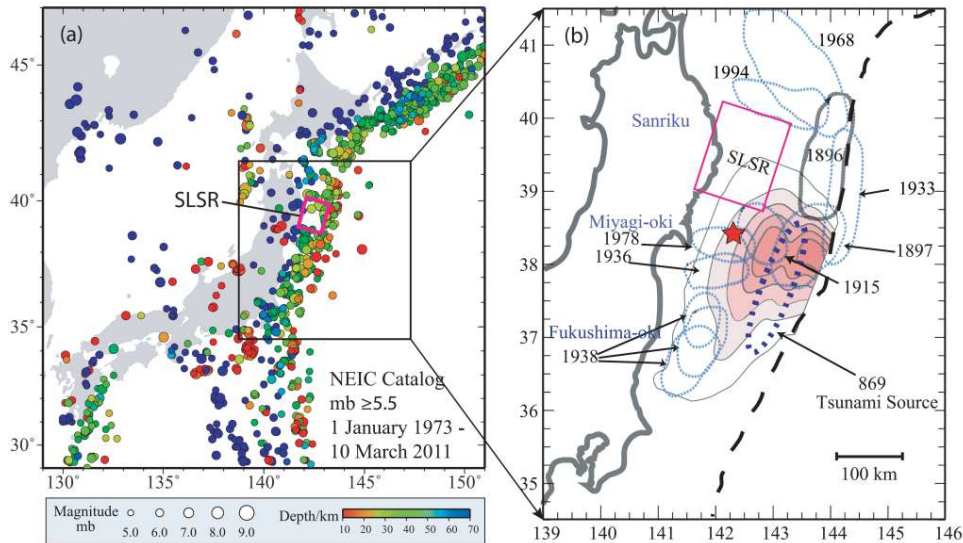 (a)
45°
40°
35°
30°
130°
140°
150°
SLSR
NEIC Catalog
mb ≥5.5
1 January 1973 -
10 March 2011
Magnitude
mb
5.0 6.0 7.0 8.0 9.0
Depth/km
10 20 30 40 50 60 70
(b)
41
40
39
38
37
36
35
139 140 141 142 143 144 145 146
1968
1994
Sanriku
1896
SLSR
1933
Miyagi-oki
1978
1936
1897
1915
Fukushima-oki
1938
869
Tsunami Source
100 km